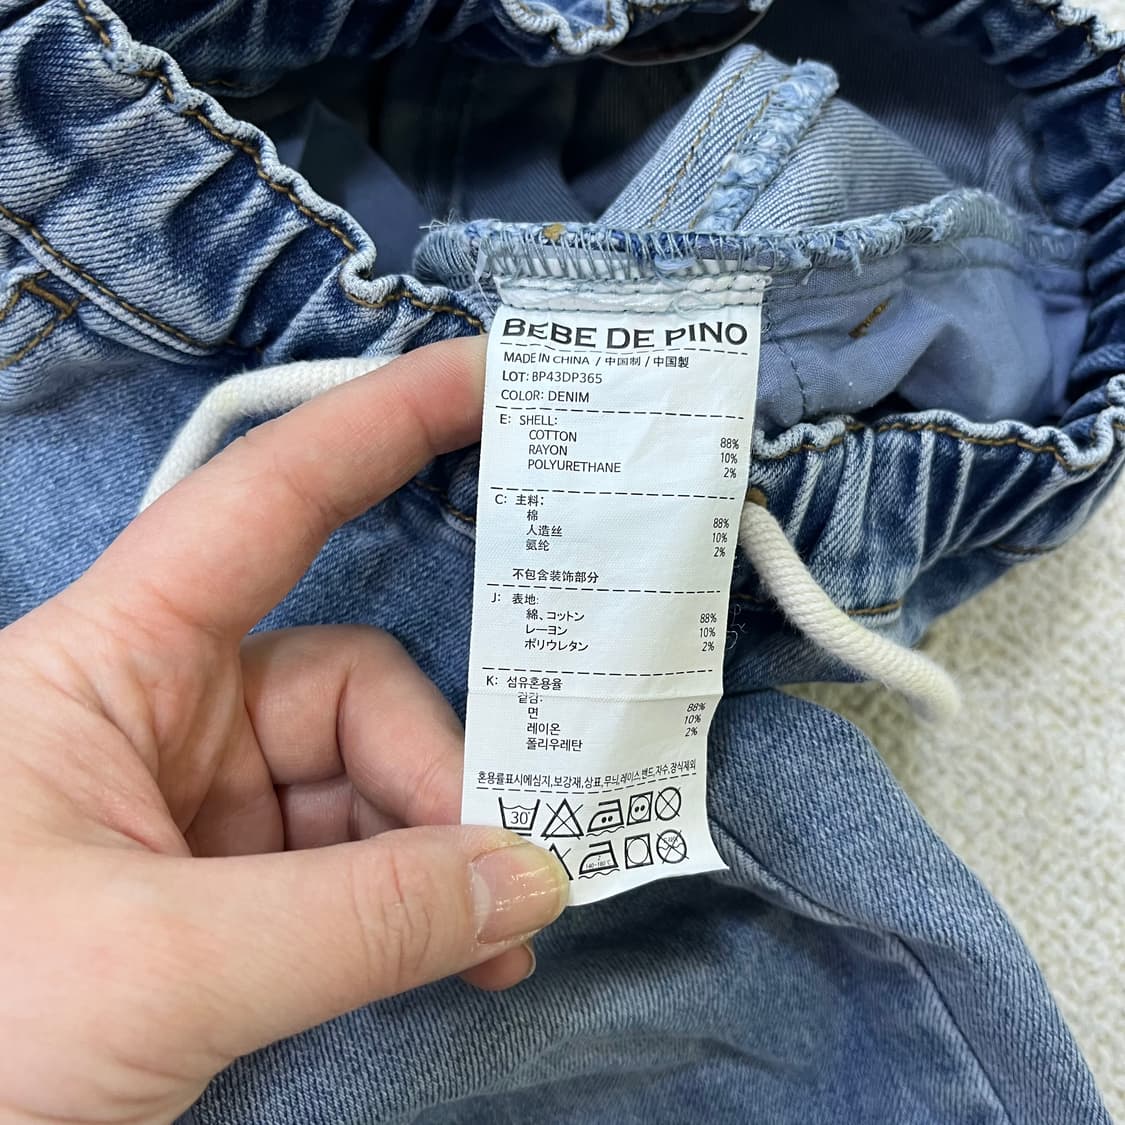 BEBE DE PINO
MADE IN CHINA / 中国制 / 中国製
LOT: BP43DP365
COLOR: DENIM
E: SHELL:
COTTON 88%
RAYON 10%
POLYURETHANE 2%
C: 主料:
棉 88%
人造丝 10%
氨纶 2%
不包含装饰部分
J: 表地:
綿、コットン 88%
レーヨン 10%
ポリウレタン 2%
K: 섬유혼용율
겉감:
면 88%
레이온 10%
폴리우레탄 2%
혼용률표시에심지,보강재,상표,무늬,레이스,밴드,자수,장식제외
30°
2
140~160℃